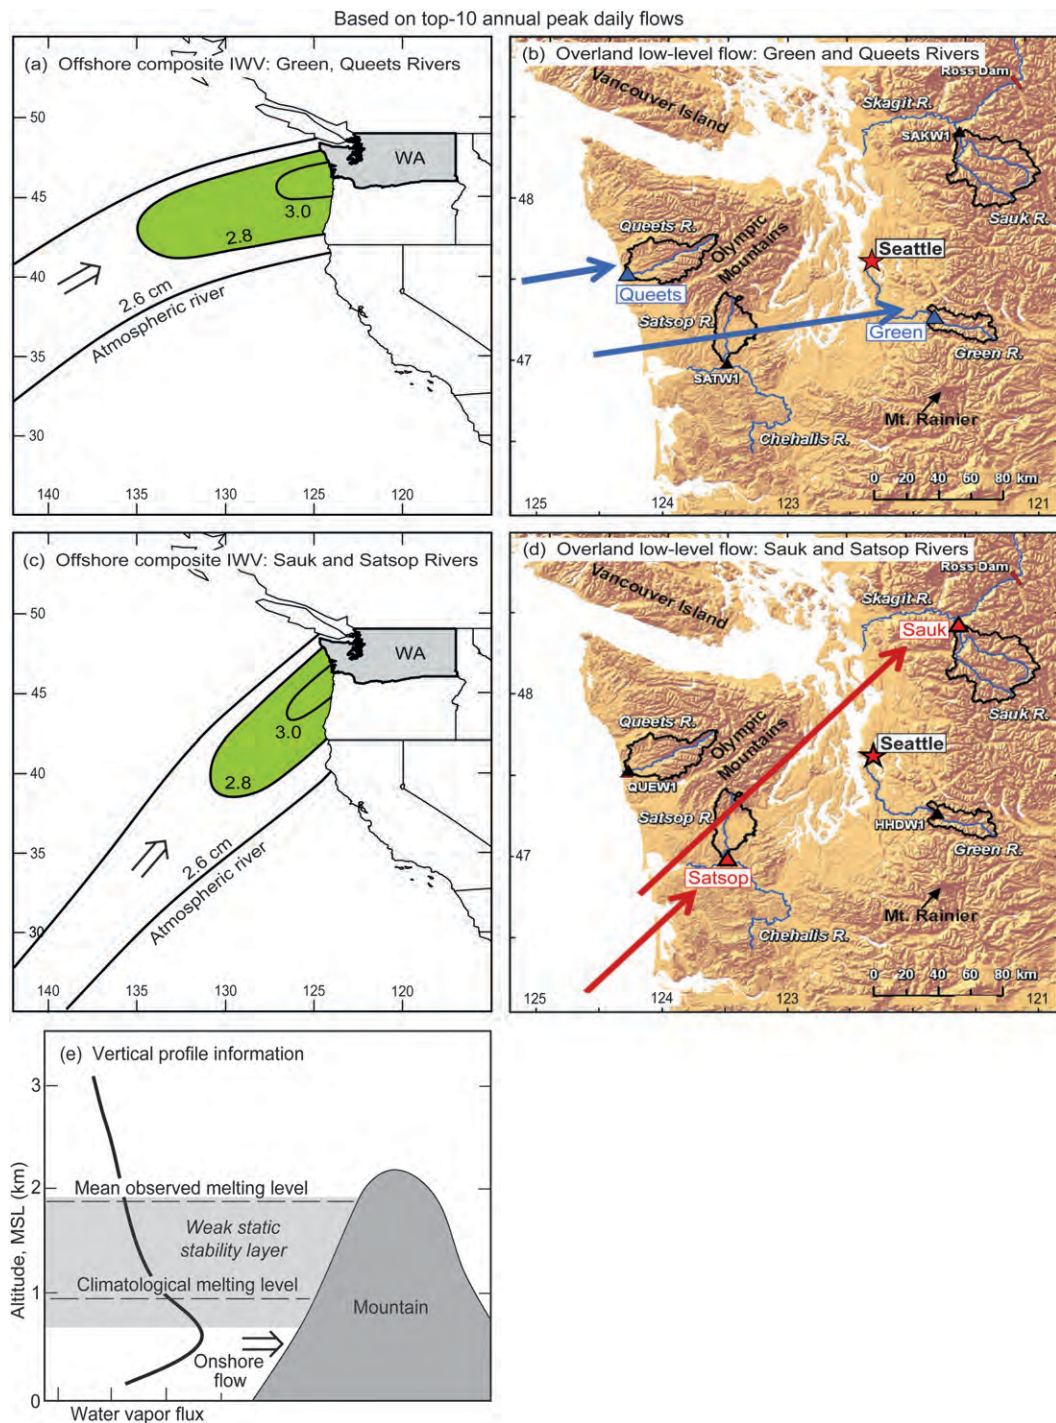 Based on top-10 annual peak daily flows
(a) Offshore composite IWV: Green, Queets Rivers
50
45
40
35
30
WA
3.0
2.8
2.6 cm
Atmospheric river
140
135
130
125
120
(b) Overland low-level flow: Green and Queets Rivers
Vancouver Island
Ross Dam
Skagit R.
SAKW1
Sauk R.
48
Queets R.
Olympic
Mountains
Seattle
Queets
Satsop R.
Green
47
SATW1
Green R.
Mt. Rainier
Chehalis R.
0 20 40 60 80 km
125
124
123
121
(c) Offshore composite IWV: Sauk and Satsop Rivers
50
45
40
35
30
WA
3.0
2.8
2.6 cm
Atmospheric river
140
135
130
125
120
(d) Overland low-level flow: Sauk and Satsop Rivers
Vancouver Island
Ross Dam
Skagit R.
Sauk
Sauk R.
48
Queets R.
Olympic
Mountains
Seattle
QUEW1
Satsop R.
HHDW1
Green R.
47
Satsop
Mt. Rainier
Chehalis R.
0 20 40 60 80 km
125
124
123
121
(e) Vertical profile information
Altitude, MSL (km)
3
2
1
0
Mean observed melting level
Weak static
stability layer
Climatological melting level
Mountain
Onshore
flow
Water vapor flux